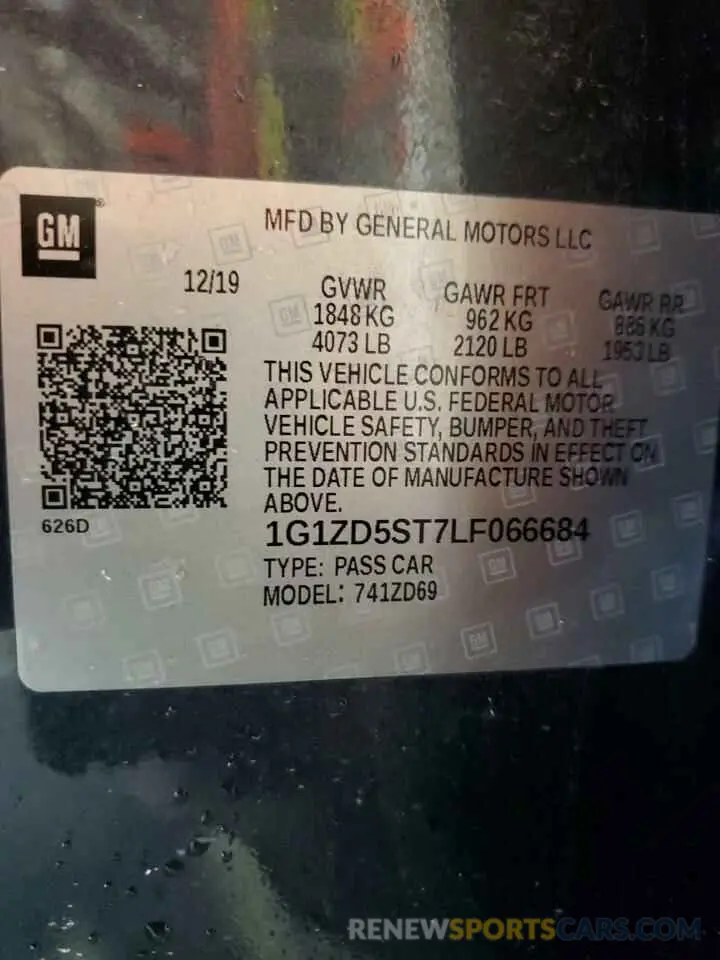 GM
MFD BY GENERAL MOTORS LLC
12/19 GVWR GAWR FRT GAWR RR
1848 KG 962 KG 886 KG
4073 LB 2120 LB 1953 LB
THIS VEHICLE CONFORMS TO ALL
APPLICABLE U.S. FEDERAL MOTOR
VEHICLE SAFETY, BUMPER, AND THEFT
PREVENTION STANDARDS IN EFFECT ON
THE DATE OF MANUFACTURE SHOWN
ABOVE.
626D
1G1ZD5ST7LF066684
TYPE: PASS CAR
MODEL: 741ZD69
RENEWSPORTSCARS.COM